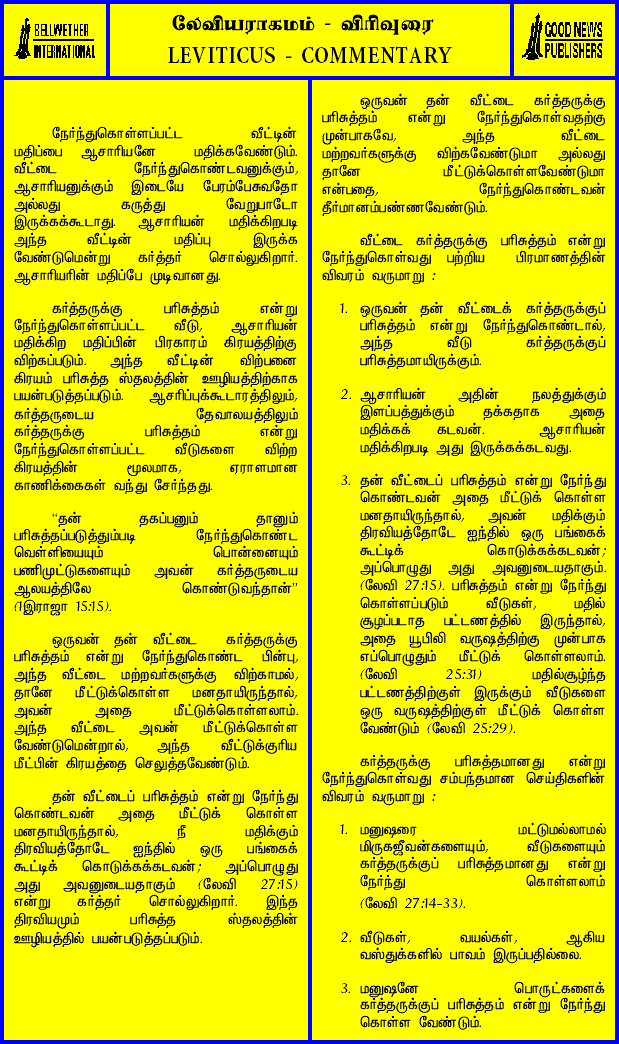 BELLWETHER
INTERNATIONAL
லேவியராகமம் - விரிவுரை
LEVITICUS - COMMENTARY
GOOD NEWS
PUBLISHERS
நேர்ந்துகொள்ளப்பட்ட வீட்டின்
மதிப்பை ஆசாரியனே மதிக்கவேண்டும்.
வீட்டை நேர்ந்துகொண்டவனுக்கும்,
ஆசாரியனுக்கும் இடையே பேரம்பேசுவதோ
அல்லது கருத்து வேறுபாடோ
இருக்கக்கூடாது. ஆசாரியன் மதிக்கிறபடி
அந்த வீட்டின் மதிப்பு இருக்க
வேண்டுமென்று கர்த்தர் சொல்லுகிறார்.
ஆசாரியரின் மதிப்பே முடிவானது.
கர்த்தருக்கு பரிசுத்தம் என்று
நேர்ந்துகொள்ளப்பட்ட வீடு, ஆசாரியன்
மதிக்கிற மதிப்பின் பிரகாரம் கிரயத்திற்கு
விற்கப்படும். அந்த வீட்டின் விற்பனை
கிரயம் பரிசுத்த ஸ்தலத்தின் ஊழியத்திற்காக
பயன்படுத்தப்படும். ஆசரிப்புக்கூடாரத்திலும்,
கர்த்தருடைய தேவாலயத்திலும்
கர்த்தருக்கு பரிசுத்தம் என்று
நேர்ந்துகொள்ளப்பட்ட வீடுகளை விற்ற
கிரயத்தின் மூலமாக, ஏராளமான
காணிக்கைகள் வந்து சேர்ந்தது.
“தன் தகப்பனும் தானும்
பரிசுத்தப்படுத்தும்படி நேர்ந்துகொண்ட
வெள்ளியையும் பொன்னையும்
பணிமுட்டுகளையும் அவன் கர்த்தருடைய
ஆலயத்திலே கொண்டுவந்தான்”
(1இராஜா 15:15).
ஒருவன் தன் வீட்டை கர்த்தருக்கு
பரிசுத்தம் என்று நேர்ந்துகொண்ட பின்பு,
அந்த வீட்டை மற்றவர்களுக்கு விற்காமல்,
தானே மீட்டுக்கொள்ள மனதாயிருந்தால்,
அவன் அதை மீட்டுக்கொள்ளலாம்.
அந்த வீட்டை அவன் மீட்டுக்கொள்ள
வேண்டுமென்றால், அந்த வீட்டுக்குரிய
மீட்பின் கிரயத்தை செலுத்தவேண்டும்.
தன் வீட்டைப் பரிசுத்தம் என்று நேர்ந்து
கொண்டவன் அதை மீட்டுக் கொள்ள
மனதாயிருந்தால், நீ மதிக்கும்
திரவியத்தோடே ஐந்தில் ஒரு பங்கைக்
கூட்டிக் கொடுக்கக்கடவன்; அப்பொழுது
அது அவனுடையதாகும் (லேவி 27:15)
என்று கர்த்தர் சொல்லுகிறார். இந்த
திரவியமும் பரிசுத்த ஸ்தலத்தின்
ஊழியத்தில் பயன்படுத்தப்படும்.
ஒருவன் தன் வீட்டை கர்த்தருக்கு
பரிசுத்தம் என்று நேர்ந்துகொள்வதற்கு
முன்பாகவே, அந்த வீட்டை
மற்றவர்களுக்கு விற்கவேண்டுமா அல்லது
தானே மீட்டுக்கொள்ளவேண்டுமா
என்பதை, நேர்ந்துகொண்டவன்
தீர்மானம்பண்ணவேண்டும்.
வீட்டை கர்த்தருக்கு பரிசுத்தம் என்று
நேர்ந்துகொள்வது பற்றிய பிரமாணத்தின்
விவரம் வருமாறு :
1. ஒருவன் தன் வீட்டைக் கர்த்தருக்குப்
பரிசுத்தம் என்று நேர்ந்துகொண்டால்,
அந்த வீடு கர்த்தருக்குப்
பரிசுத்தமாயிருக்கும்.
2. ஆசாரியன் அதின் நலத்துக்கும்
இளப்பத்துக்கும் தக்கதாக அதை
மதிக்கக் கடவன். ஆசாரியன்
மதிக்கிறபடி அது இருக்கக்கடவது.
3. தன் வீட்டைப் பரிசுத்தம் என்று நேர்ந்து
கொண்டவன் அதை மீட்டுக் கொள்ள
மனதாயிருந்தால், அவன் மதிக்கும்
திரவியத்தோடே ஐந்தில் ஒரு பங்கைக்
கூட்டிக் கொடுக்கக்கடவன்;
அப்பொழுது அது அவனுடையதாகும்.
(லேவி 27:15). பரிசுத்தம் என்று நேர்ந்து
கொள்ளப்படும் வீடுகள், மதில்
சூழப்படாத பட்டணத்தில் இருந்தால்,
அதை யூபிலி வருஷத்திற்கு முன்பாக
எப்பொழுதும் மீட்டுக் கொள்ளலாம்.
(லேவி 25:31) மதில்சூழ்ந்த
பட்டணத்திற்குள் இருக்கும் வீடுகளை
ஒரு வருஷத்திற்குள் மீட்டுக் கொள்ள
வேண்டும் (லேவி 25:29).
கர்த்தருக்கு பரிசுத்தமானது என்று
நேர்ந்துகொள்வது சம்பந்தமான செய்திகளின்
விவரம் வருமாறு :
1. மனுஷரை மட்டுமல்லாமல்
மிருகஜீவன்களையும், வீடுகளையும்
கர்த்தருக்குப் பரிசுத்தமானது என்று
நேர்ந்து கொள்ளலாம்
(லேவி 27:14-33).
2. வீடுகள், வயல்கள், ஆகிய
வஸ்துக்களில் பாவம் இருப்பதில்லை.
3. மனுஷனே பொருட்களைக்
கர்த்தருக்குப் பரிசுத்தம் என்று நேர்ந்து
கொள்ள வேண்டும்.